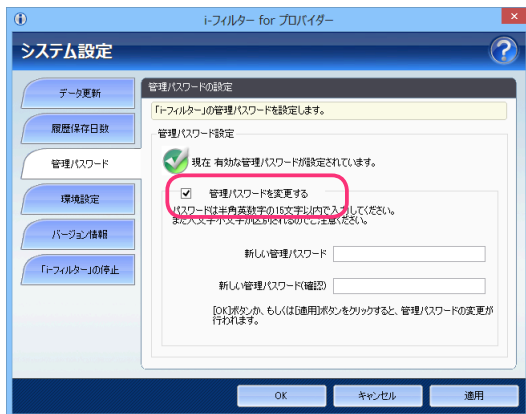 i-フィルター for プロバイダー
システム設定
?
データ更新
履歴保存日数
管理パスワード
環境設定
バージョン情報
「i-フィルター」の停止
管理パスワードの設定
「i-フィルター」の管理パスワードを設定します。
管理パスワード設定
現在 有効な管理パスワードが設定されています。
管理パスワードを変更する
パスワードは半角英数字の15文字以内で入力してください。
また大文字小文字が区別されるのでご注意ください。
新しい管理パスワード
新しい管理パスワード(確認)
[OK]ボタンか、もしくは[適用]ボタンをクリックすると、管理パスワードの変更が
行われます。
OK
キャンセル
適用